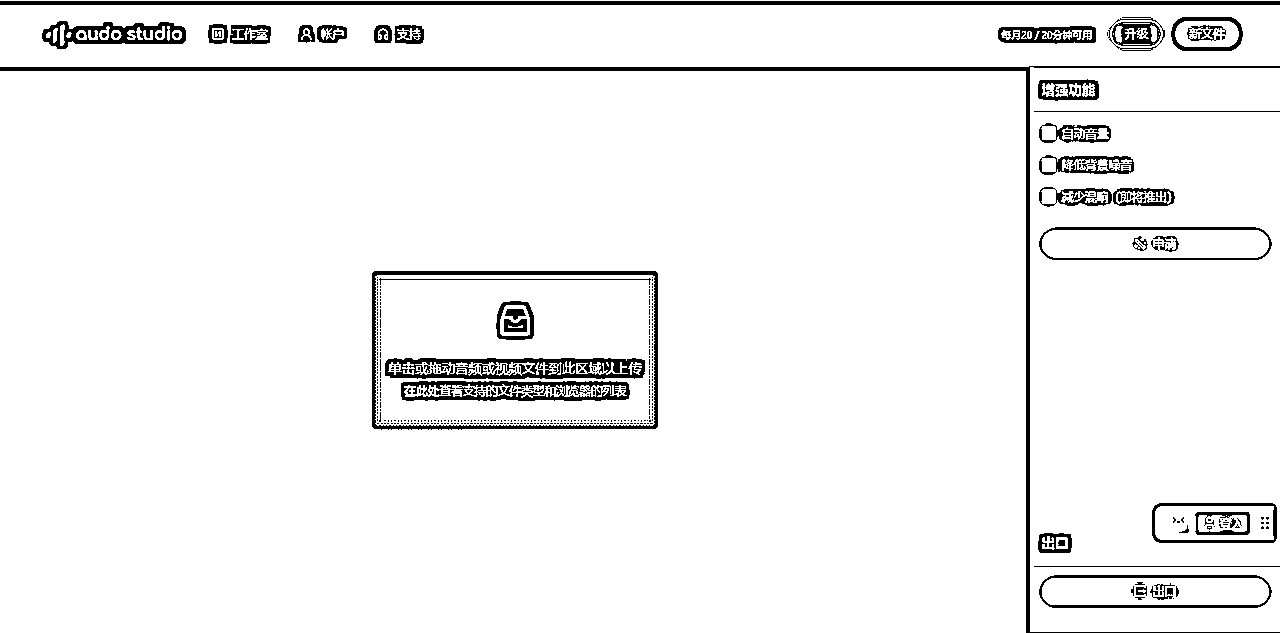 audo studio
工作室
帐户
支持
每月20 / 20分钟可用
升级
新文件
增强功能
自动音量
降低背景噪音
减少混响 (即将推出)
申请
单击或拖动音频或视频文件到此区域以上传
在此处查看支持的文件类型和浏览器的列表
出口
出口